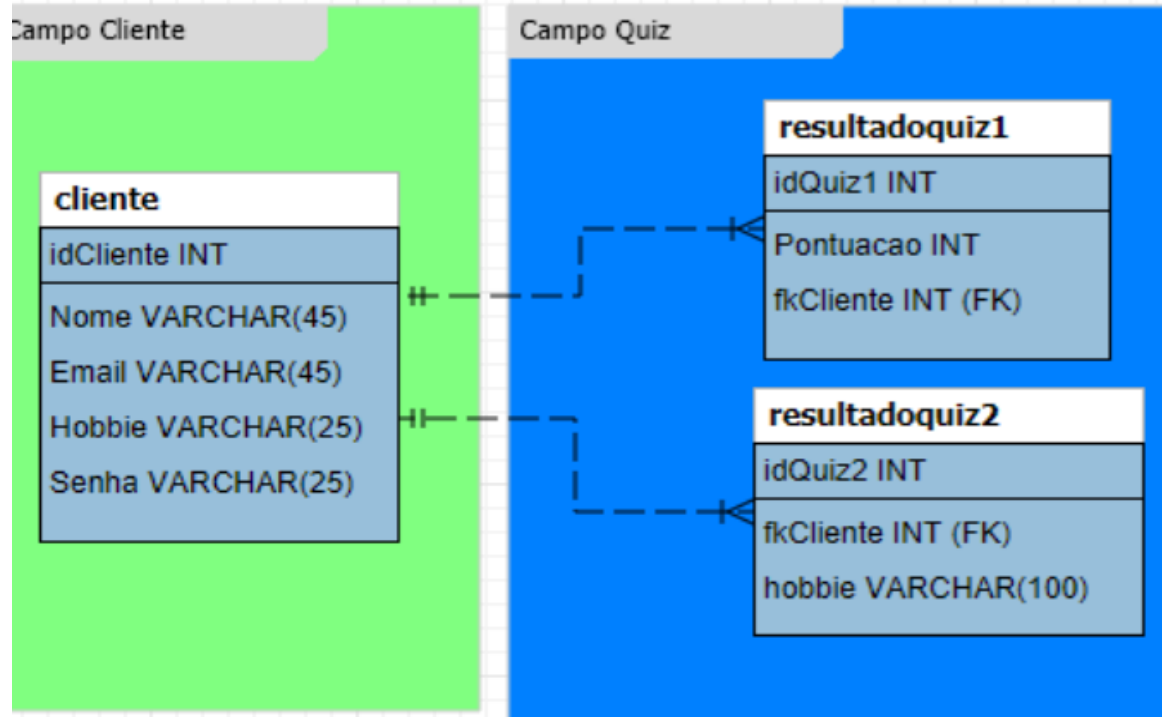 Campo Cliente
cliente
idCliente INT
Nome VARCHAR(45)
Email VARCHAR(45)
Hobbie VARCHAR(25)
Senha VARCHAR(25)
Campo Quiz
resultadoquiz1
idQuiz1 INT
Pontuacao INT
fkCliente INT (FK)
resultadoquiz2
idQuiz2 INT
fkCliente INT (FK)
hobbie VARCHAR(100)